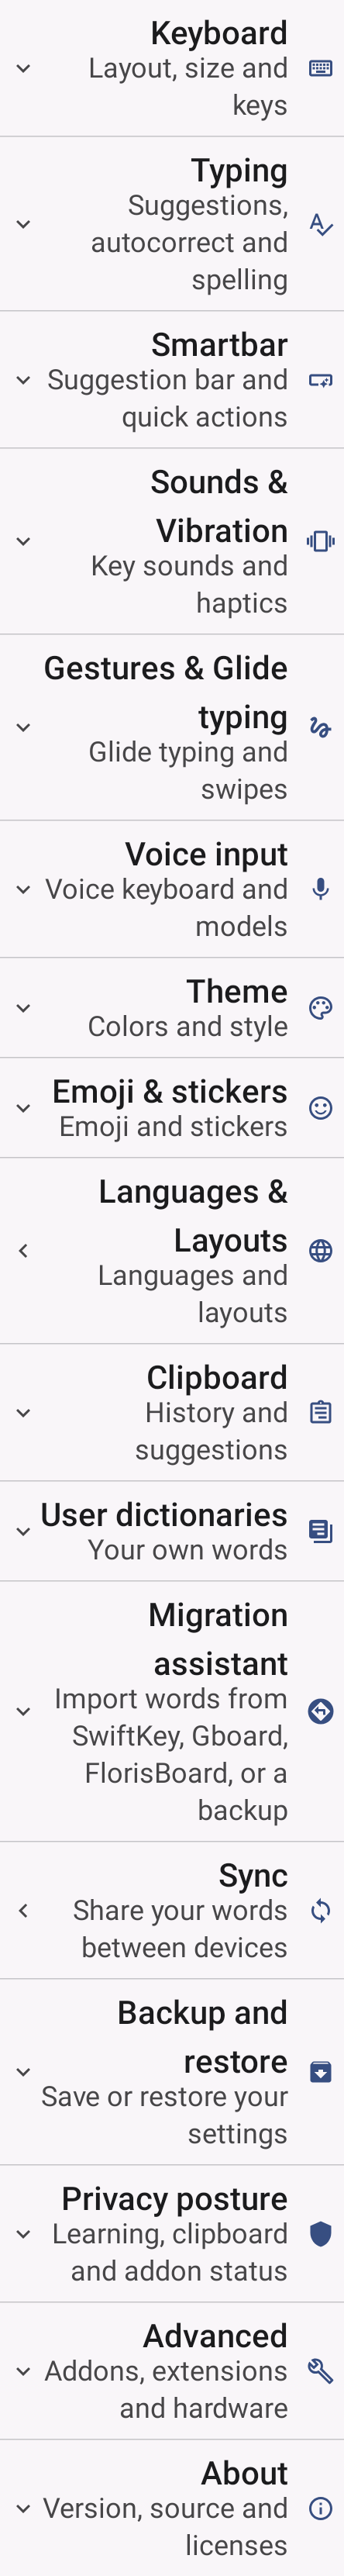 Keyboard
Layout, size and
keys
Typing
Suggestions,
autocorrect and
spelling
Smartbar
Suggestion bar and
quick actions
Sounds &
Vibration
Key sounds and
haptics
Gestures & Glide
typing
Glide typing and
swipes
Voice input
Voice keyboard and
models
Theme
Colors and style
Emoji & stickers
Emoji and stickers
Languages &
Layouts
Languages and
layouts
Clipboard
History and
suggestions
User dictionaries
Your own words
Migration
assistant
Import words from
SwiftKey, Gboard,
FlorisBoard, or a
backup
Sync
Share your words
between devices
Backup and
restore
Save or restore your
settings
Privacy posture
Learning, clipboard
and addon status
Advanced
Addons, extensions
and hardware
About
Version, source and
licenses